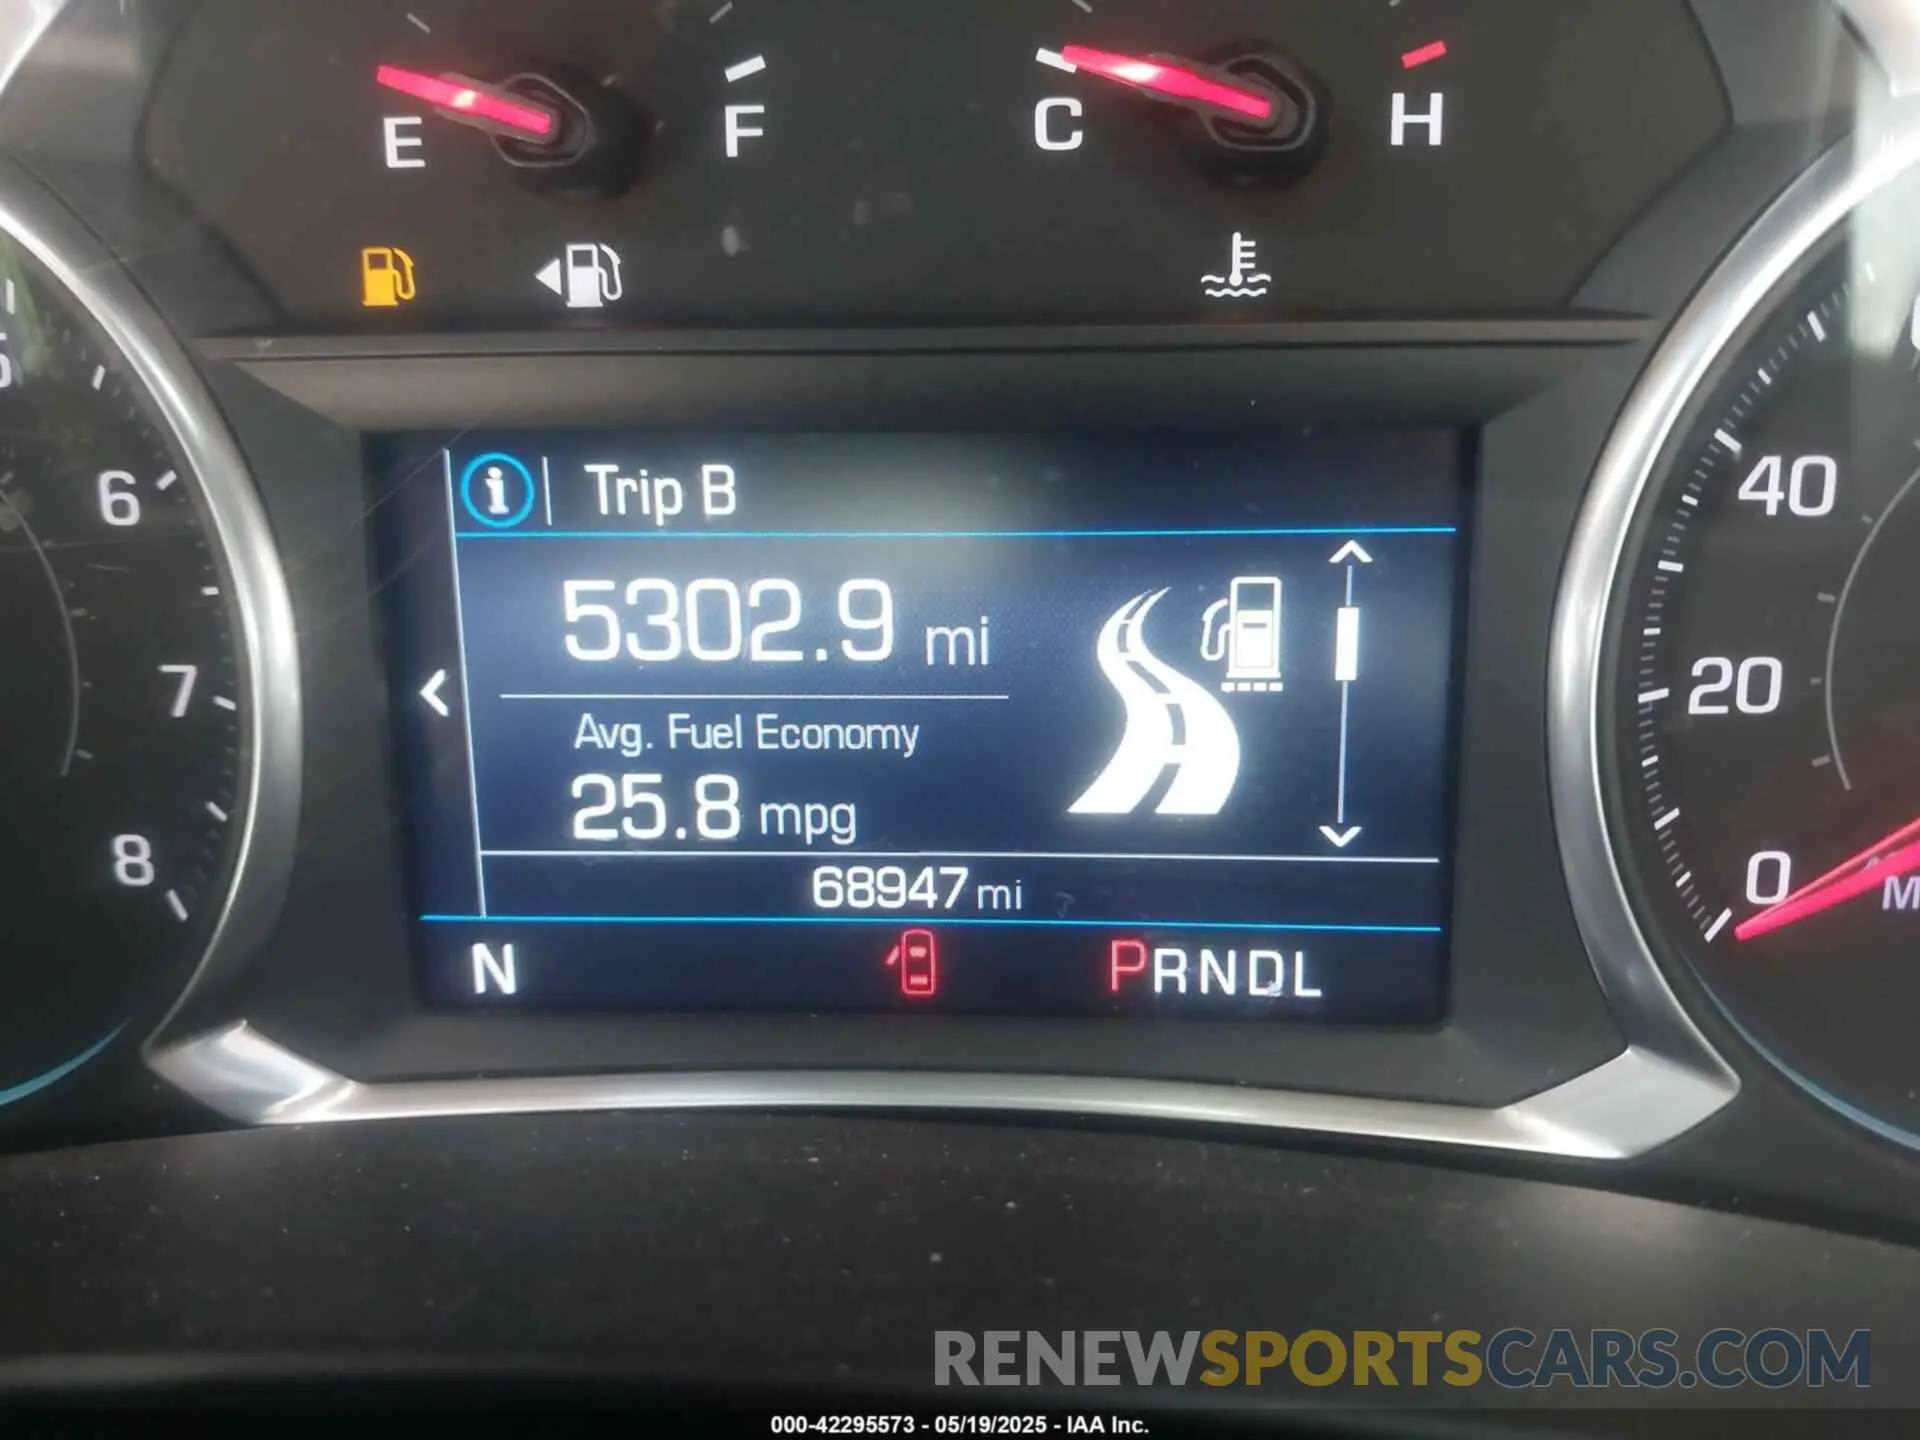 E
F
C
H
5
6
7
8
40
20
0
Trip B
5302.9 mi
Avg. Fuel Economy
25.8 mpg
68947 mi
N
PRNDL
RENEWSPORTSCARS.COM
000-42295573 - 05/19/2025 - IAA Inc.